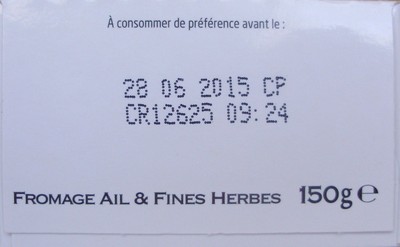 À consommer de préférence avant le :
28 06 2015 CP
CR12625 09:24
FROMAGE AIL & FINES HERBES 150g ℮